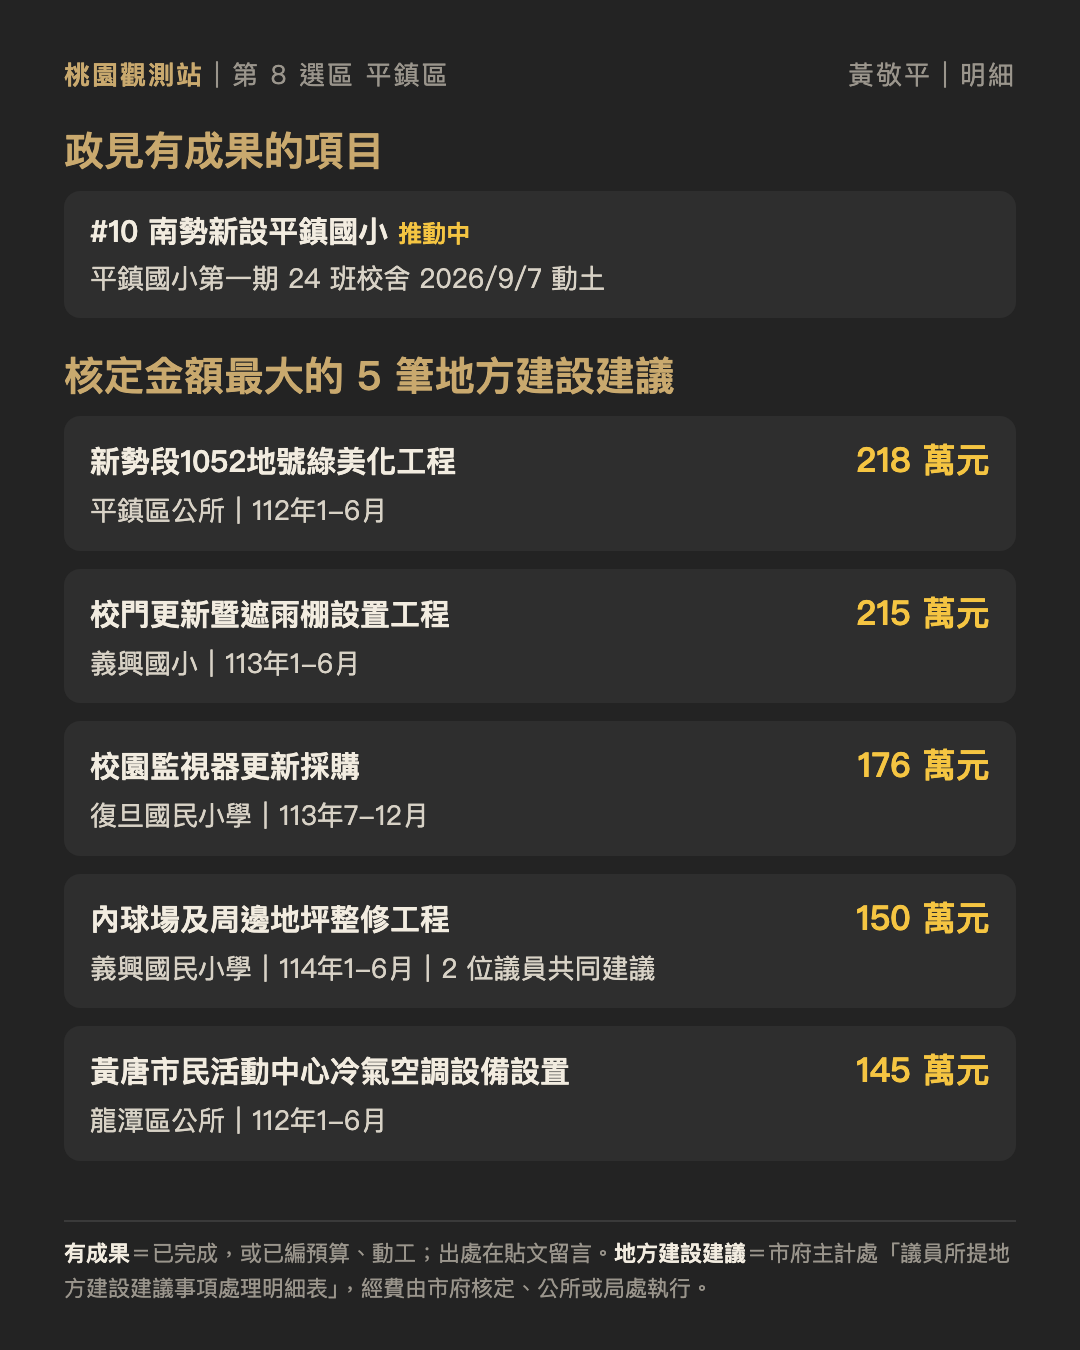 桃園觀測站｜第 8 選區 平鎮區
黃敬平｜明細
政見有成果的項目
#10 南勢新設平鎮國小 推動中
平鎮國小第一期 24 班校舍 2026/9/7 動土
核定金額最大的 5 筆地方建設建議
新勢段1052地號綠美化工程
218 萬元
平鎮區公所｜112年1–6月
校門更新暨遮雨棚設置工程
215 萬元
義興國小｜113年1–6月
校園監視器更新採購
176 萬元
復旦國民小學｜113年7–12月
內球場及周邊地坪整修工程
150 萬元
義興國民小學｜114年1–6月｜2 位議員共同建議
黃唐市民活動中心冷氣空調設備設置
145 萬元
龍潭區公所｜112年1–6月
有成果＝已完成，或已編預算、動工；出處在貼文留言。地方建設建議＝市府主計處「議員所提地
方建設建議事項處理明細表」，經費由市府核定、公所或局處執行。